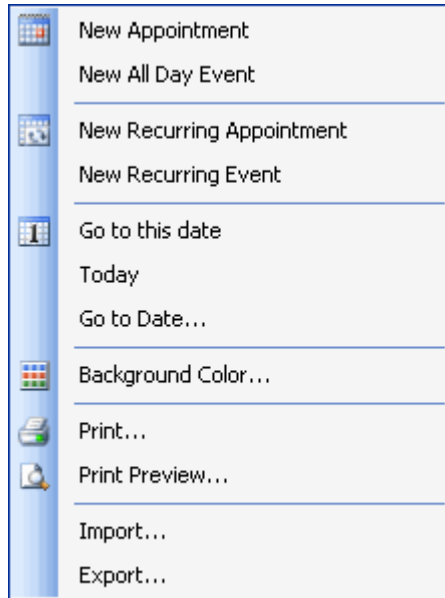 New Appointment
New All Day Event
New Recurring Appointment
New Recurring Event
1 Go to this date
Today
Go to Date...
Background Color...
Print...
Print Preview...
Import...
Export...